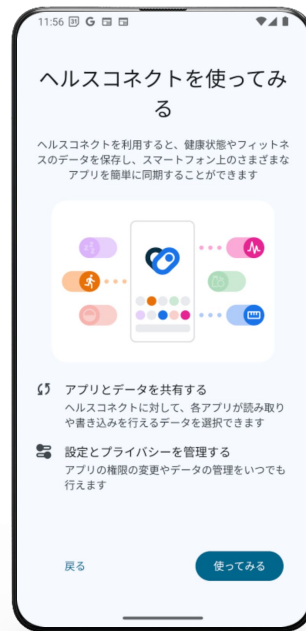 11:56
31
G
ヘルスコネクトを使ってみ
る
ヘルスコネクトを利用すると、健康状態やフィットネ
スのデータを保存し、スマートフォン上のさまざまな
アプリを簡単に同期することができます
アプリとデータを共有する
ヘルスコネクトに対して、各アプリが読み取り
や書き込みを行えるデータを選択できます
設定とプライバシーを管理する
アプリの権限の変更やデータの管理をいつでも
行えます
戻る
使ってみる